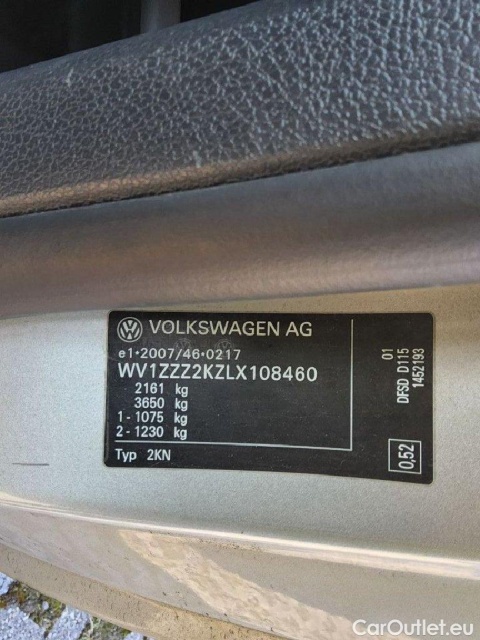 VOLKSWAGEN AG
e1*2007/46*0217
WV1ZZZ2KZLX108460
2161 kg
3650 kg
1 - 1075 kg
2 - 1230 kg
Typ 2KN
01
DFSD D115
1452193
0,52
CarOutlet.eu